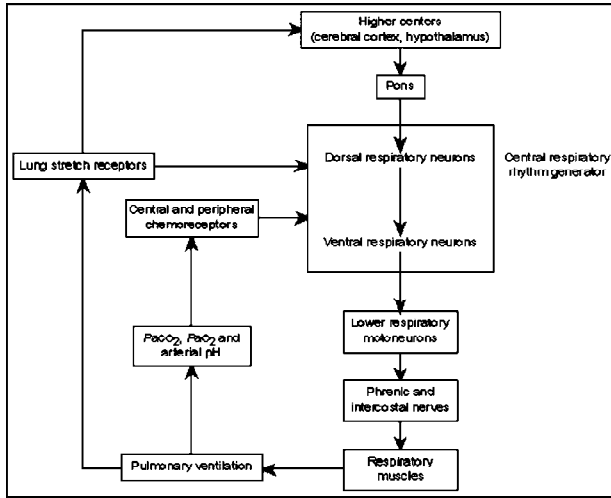 Higher centers
(cerebral cortex, hypothalamus)
Pons
Lung stretch receptors
Dorsal respiratory neurons
Central respiratory
rhythm generator
Central and peripheral
chemoreceptors
Ventral respiratory neurons
Paco₂, Pao₂ and
arterial pH
Lower respiratory
motoneurons
Phrenic and
intercostal nerves
Pulmonary ventilation
Respiratory
muscles